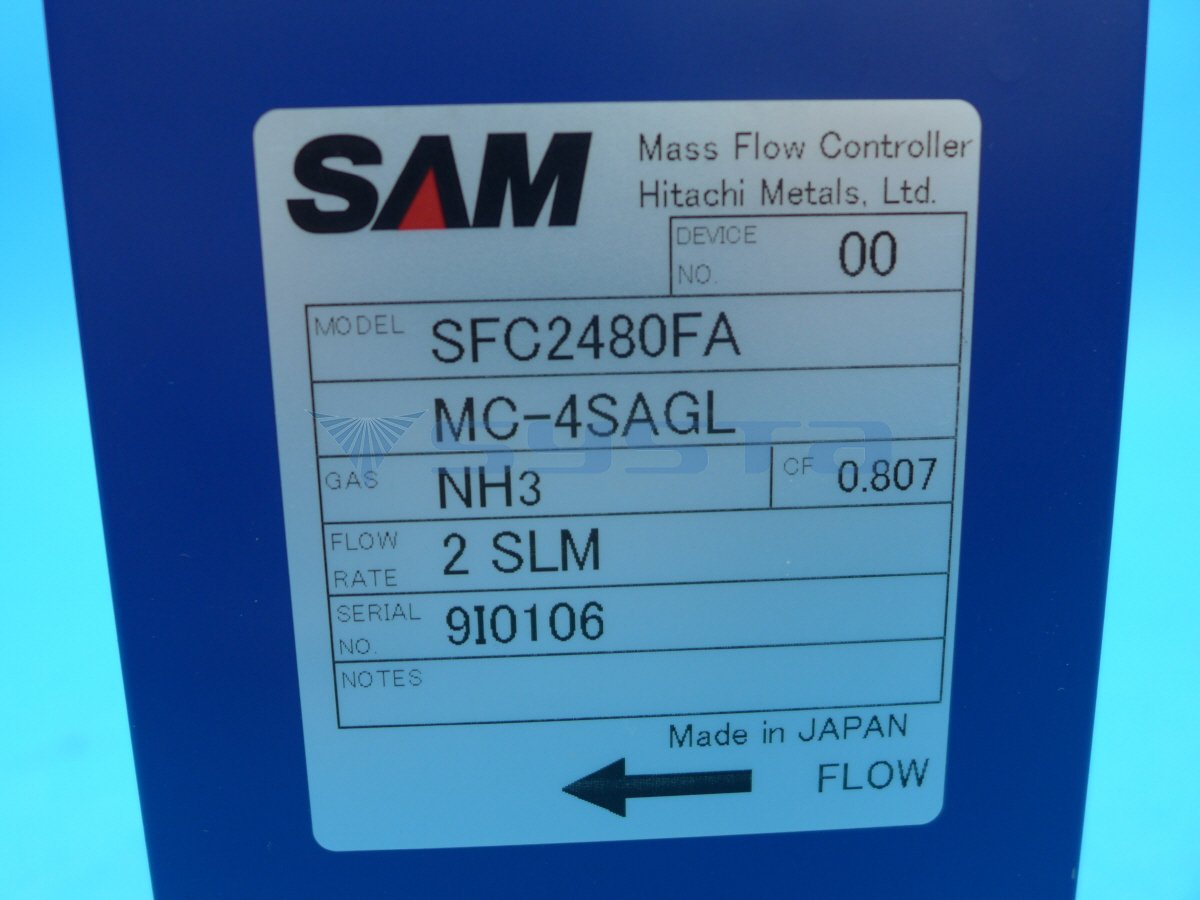 SAM
Mass Flow Controller
Hitachi Metals, Ltd.
DEVICE NO. 00
MODEL SFC2480FA
MC-4SAGL
systa
GAS NH3 CF 0.807
FLOW RATE 2 SLM
SERIAL NO. 9I0106
NOTES
Made in JAPAN
FLOW